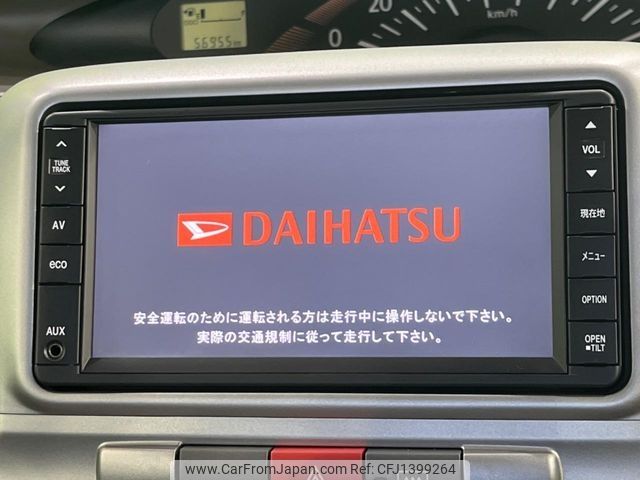 20
km/h
0
E
56955 km
TUNE
TRACK
AV
eco
AUX
DAIHATSU
安全運転のために運転される方は走行中に操作しないで下さい。
実際の交通規制に従って走行して下さい。
VOL
現在地
メニュー
OPTION
OPEN
TILT
www.CarFromJapan.com - Ref:CFJ1399264